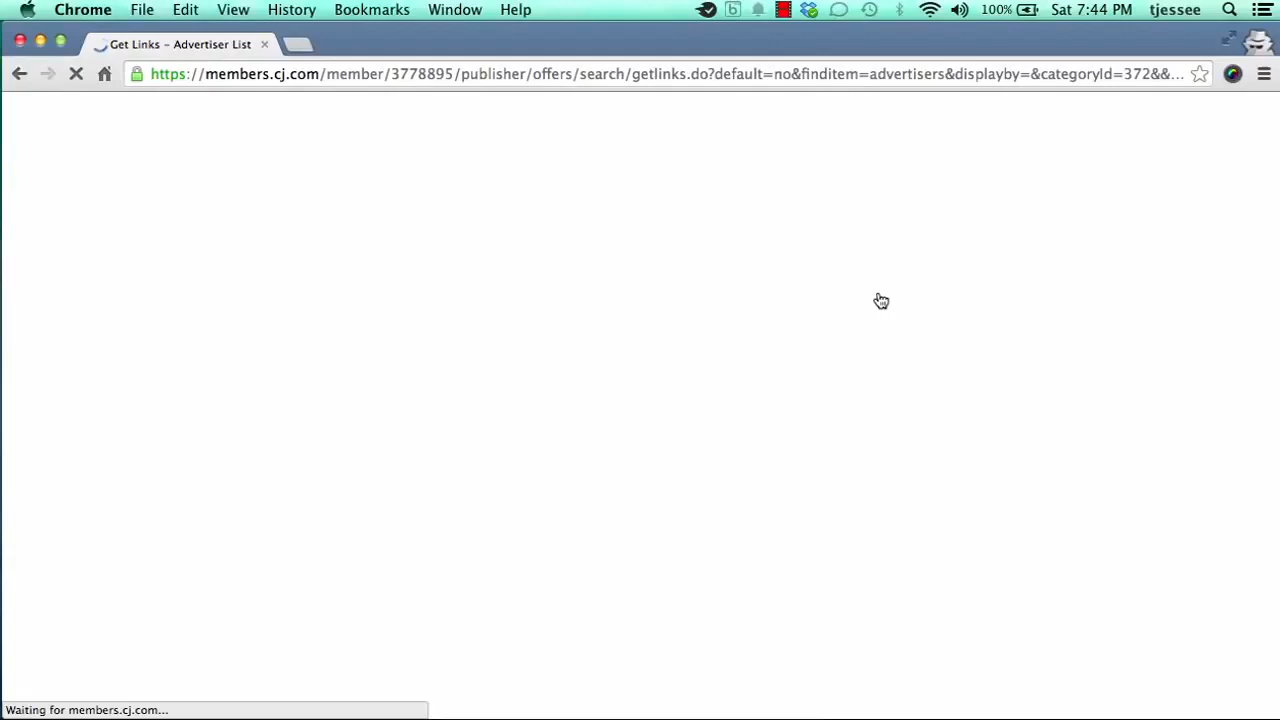 Chrome File Edit View History Bookmarks Window Help 100% Sat 7:44 PM tjessee
Get Links – Advertiser List
https://members.cj.com/member/3778895/publisher/offers/search/getlinks.do?default=no&finditem=advertisers&displayby=&categoryId=372&&...
Waiting for members.cj.com...